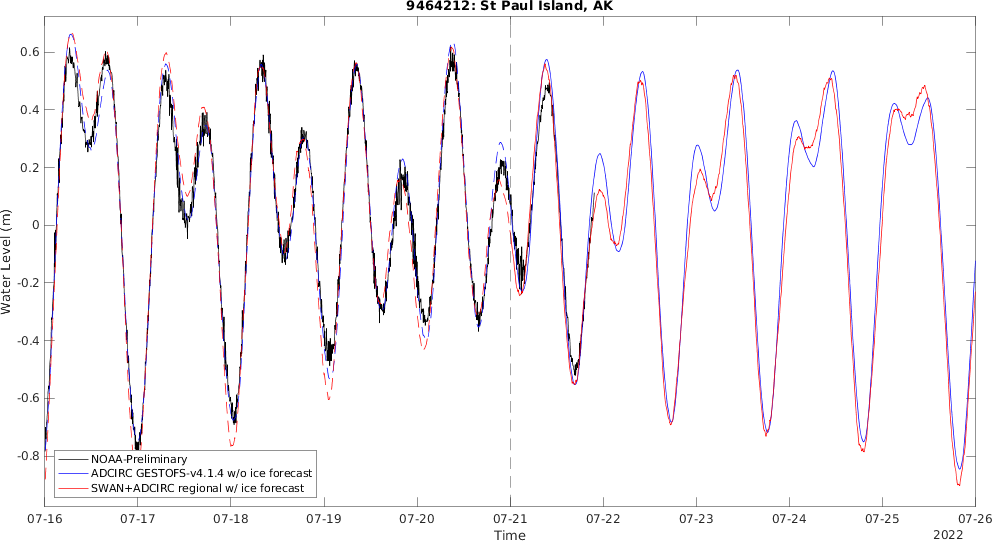 9464212: St Paul Island, AK
Water Level (m)
0.6
0.4
0.2
0
-0.2
-0.4
-0.6
-0.8
NOAA-Preliminary
ADCIRC GESTOFS-v4.1.4 w/o ice forecast
SWAN+ADCIRC regional w/ ice forecast
07-16 07-17 07-18 07-19 07-20 07-21 07-22 07-23 07-24 07-25 07-26
Time
2022